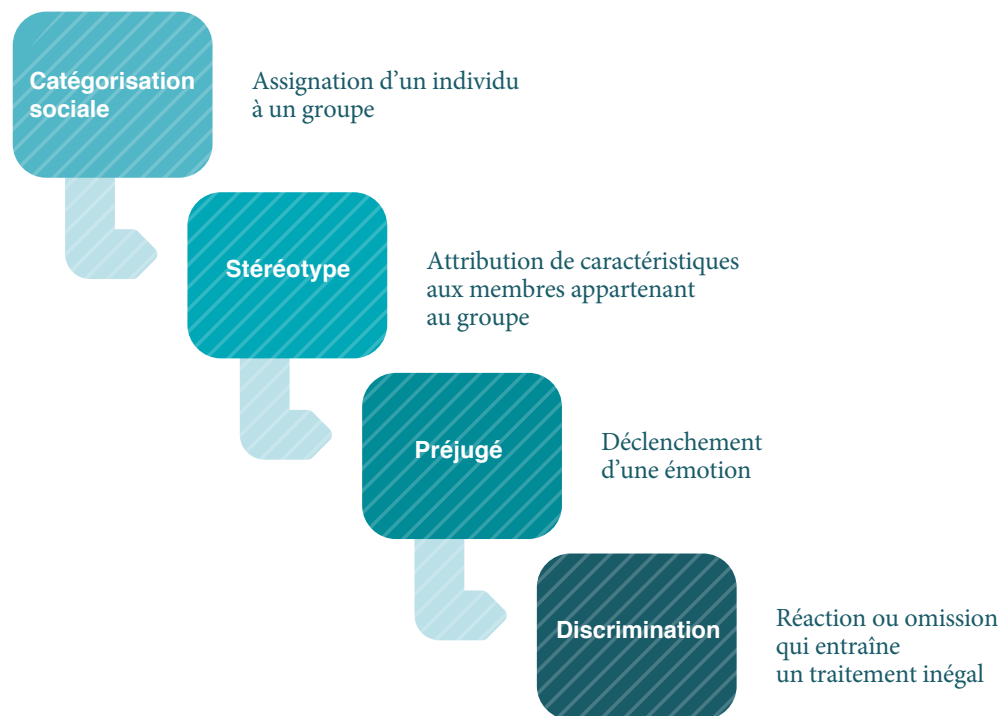 Catégorisation
sociale
Assignation d’un individu
à un groupe
Stéréotype
Attribution de caractéristiques
aux membres appartenant
au groupe
Préjugé
Déclenchement
d’une émotion
Discrimination
Réaction ou omission
qui entraîne
un traitement inégal